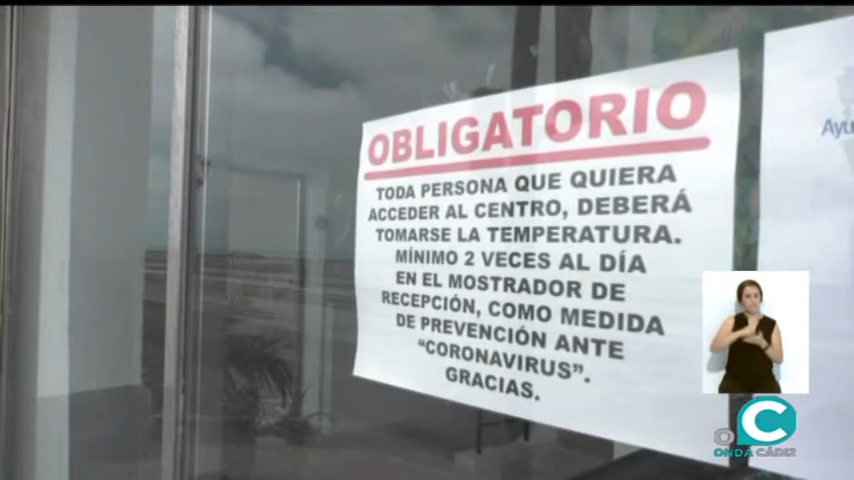 OBLIGATORIO
TODA PERSONA QUE QUIERA
ACCEDER AL CENTRO, DEBERÁ
TOMARSE LA TEMPERATURA.
MÍNIMO 2 VECES AL DÍA
EN EL MOSTRADOR DE
RECEPCIÓN, COMO MEDIDA
DE PREVENCIÓN ANTE
“CORONAVIRUS”.
GRACIAS.
Ayu
O C
ONDA CÁDIZ